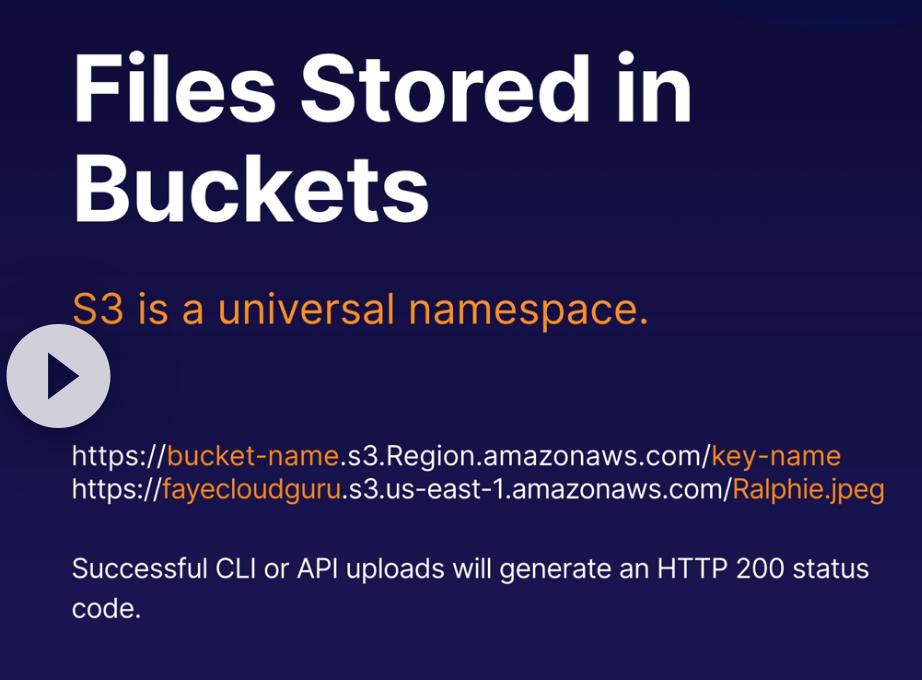 Files Stored in
Buckets
S3 is a universal namespace.
https://bucket-name.s3.Region.amazonaws.com/key-name
https://fayecloudguru.s3.us-east-1.amazonaws.com/Ralphie.jpeg
Successful CLI or API uploads will generate an HTTP 200 status
code.